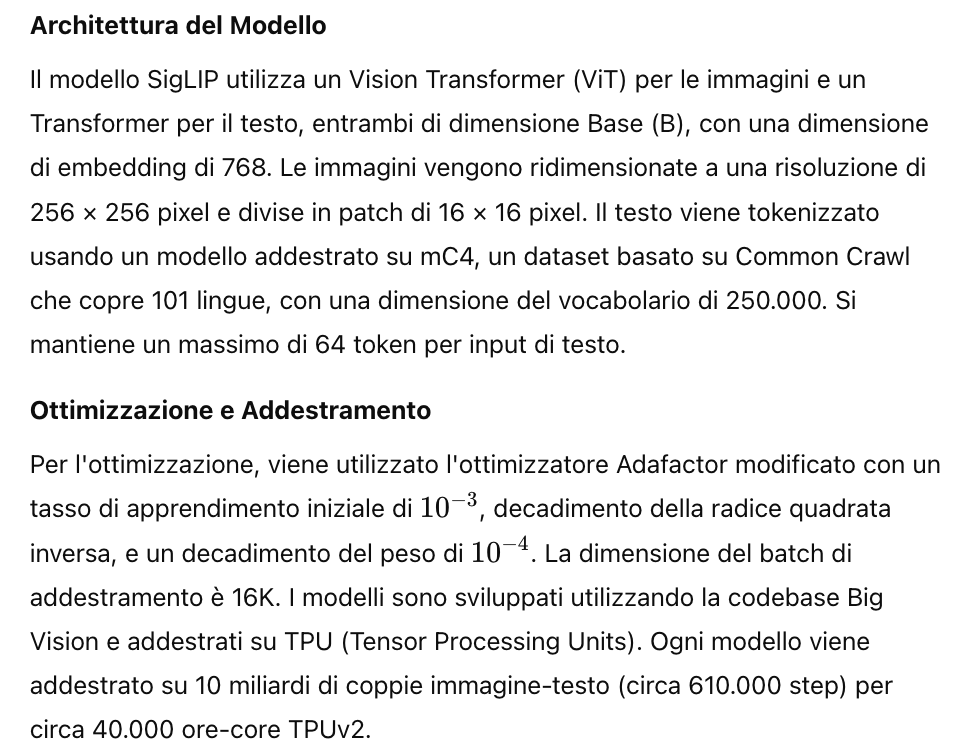 Architettura del Modello
Il modello SigLIP utilizza un Vision Transformer (ViT) per le immagini e un
Transformer per il testo, entrambi di dimensione Base (B), con una dimensione
di embedding di 768. Le immagini vengono ridimensionate a una risoluzione di
256 × 256 pixel e divise in patch di 16 × 16 pixel. Il testo viene tokenizzato
usando un modello addestrato su mC4, un dataset basato su Common Crawl
che copre 101 lingue, con una dimensione del vocabolario di 250.000. Si
mantiene un massimo di 64 token per input di testo.
Ottimizzazione e Addestramento
Per l'ottimizzazione, viene utilizzato l'ottimizzatore Adafactor modificato con un
tasso di apprendimento iniziale di 10⁻³, decadimento della radice quadrata
inversa, e un decadimento del peso di 10⁻⁴. La dimensione del batch di
addestramento è 16K. I modelli sono sviluppati utilizzando la codebase Big
Vision e addestrati su TPU (Tensor Processing Units). Ogni modello viene
addestrato su 10 miliardi di coppie immagine-testo (circa 610.000 step) per
circa 40.000 ore-core TPUv2.